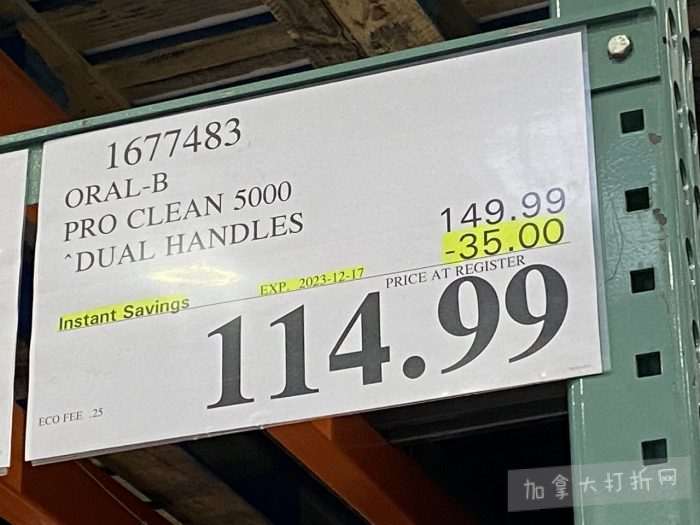 1677483
ORAL-B
PRO CLEAN 5000
^DUAL HANDLES
149.99
-35.00
Instant Savings EXP. 2023-12-17 PRICE AT REGISTER
114.99
ECO FEE .25
加拿大打折网